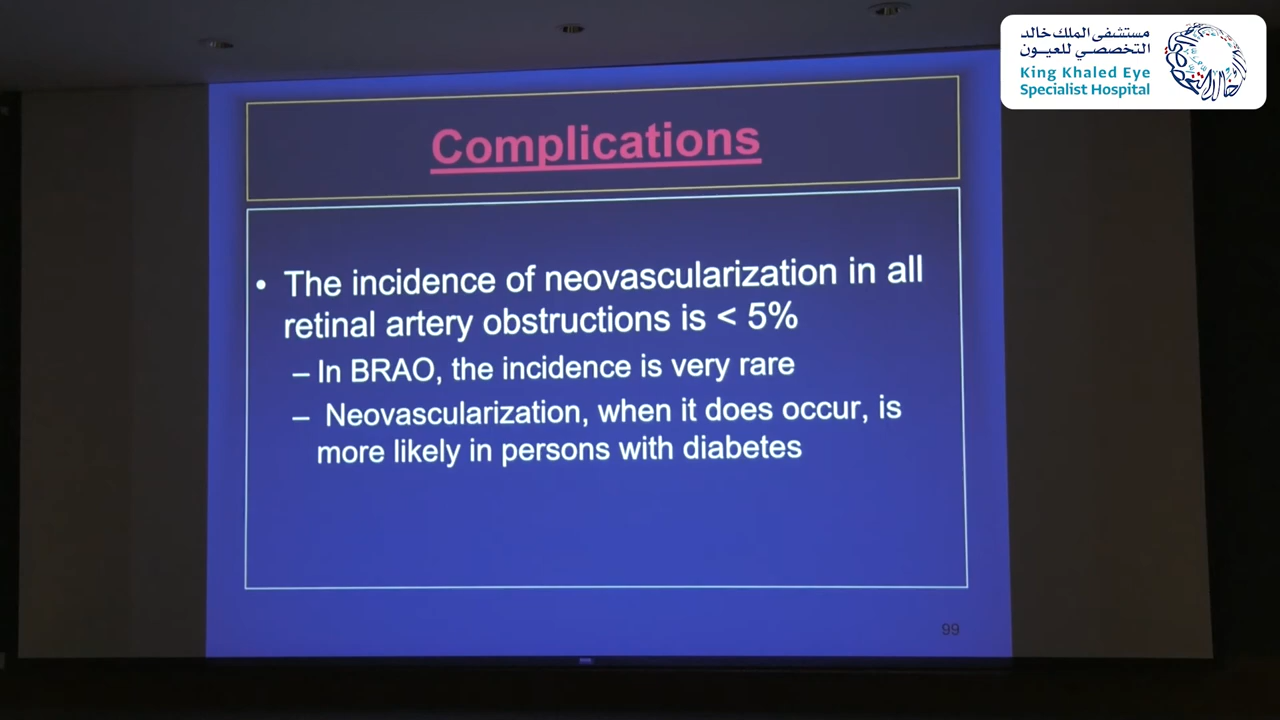 مستشفى الملك خالد
التخصصي للعيون
King Khaled Eye
Specialist Hospital
Complications
• The incidence of neovascularization in all
retinal artery obstructions is < 5%
– In BRAO, the incidence is very rare
– Neovascularization, when it does occur, is
more likely in persons with diabetes
99